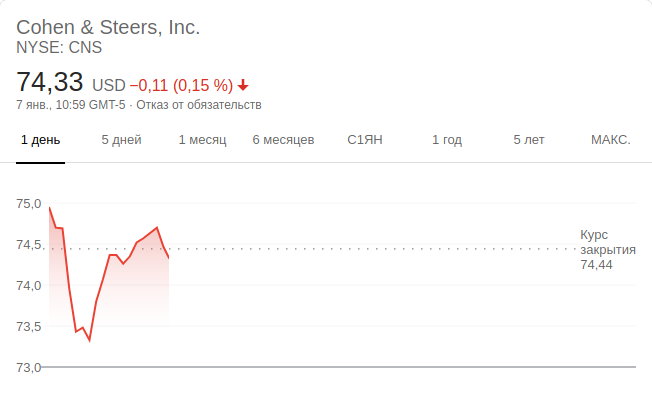 Cohen & Steers, Inc.
NYSE: CNS
74,33 USD −0,11 (0,15 %)
7 янв., 10:59 GMT-5 · Отказ от обязательств
1 день 5 дней 1 месяц 6 месяцев С1ЯН 1 год 5 лет МАКС.
75,0
74,5
74,0
73,5
73,0
Курс
закрытия
74,44